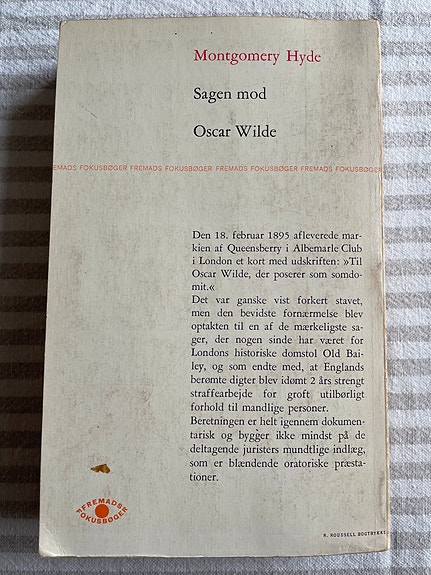 Montgomery Hyde
Sagen mod
Oscar Wilde
EMADS FOKUSBØGER FREMADS FOKUSBØGER FREMADS FOKUSBØGER FREMADS FOKUSBØGER
Den 18. februar 1895 afleverede mar-
kien af Queensberry i Albemarle Club
i London et kort med udskriften: »Til
Oscar Wilde, der poserer som somdo-
mit.«
Det var ganske vist forkert stavet,
men den bevidste fornærmelse blev
optakten til en af de mærkeligste sa-
ger, der nogen sinde har været for
Londons historiske domstol Old Bai-
ley, og som endte med, at Englands
berømte digter blev idømt 2 års strengt
straffearbejde for groft utilbørligt
forhold til mandlige personer.
Beretningen er helt igennem dokumen-
tarisk og bygger ikke mindst på de
deltagende juristers mundtlige indlæg,
som er blændende oratoriske præsta-
tioner.
FREMADS
FOKUSBØGER
R. ROUSSELL BOGTRYKKE